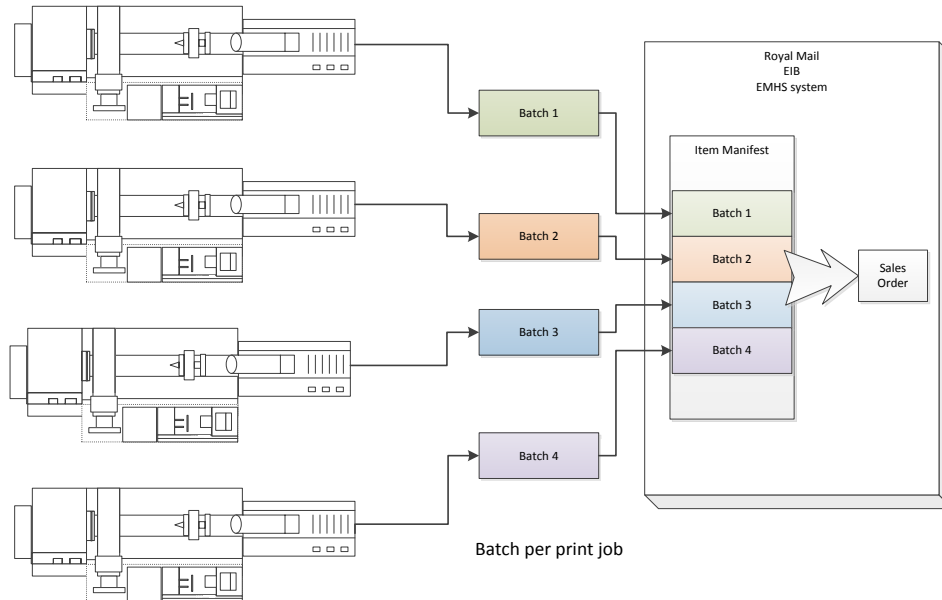 Royal Mail
EIB
EMHS system
Batch 1
Item Manifest
Batch 1
Batch 2
Batch 2
Sales
Order
Batch 3
Batch 3
Batch 4
Batch 4
Batch per print job